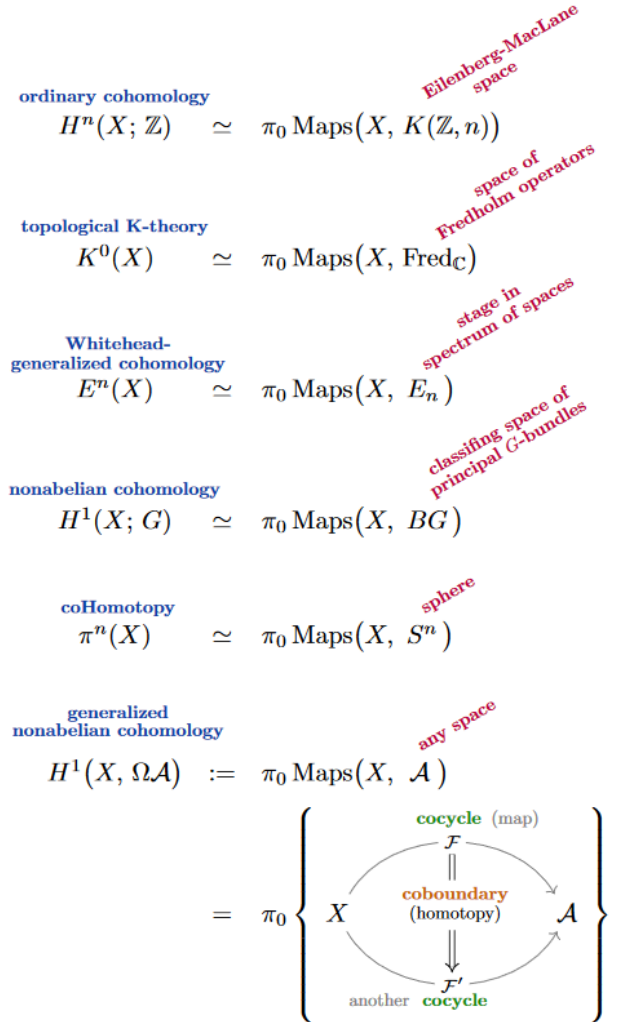 Eilenberg-MacLane
space
ordinary cohomology
Hⁿ(X; ℤ) ≃ π₀ Maps(X, K(ℤ, n))
space of
Fredholm operators
topological K-theory
K⁰(X) ≃ π₀ Maps(X, Fred_ℂ)
stage in
spectrum of spaces
Whitehead-
generalized cohomology
Eⁿ(X) ≃ π₀ Maps(X, Eₙ)
classifing space of
principal G-bundles
nonabelian cohomology
H¹(X; G) ≃ π₀ Maps(X, BG)
sphere
coHomotopy
πⁿ(X) ≃ π₀ Maps(X, Sⁿ)
any space
generalized
nonabelian cohomology
H¹(X, Ω𝒜) := π₀ Maps(X, 𝒜)
cocycle (map)
ℱ
coboundary
= π₀ { X (homotopy) 𝒜 }
ℱ′
another cocycle